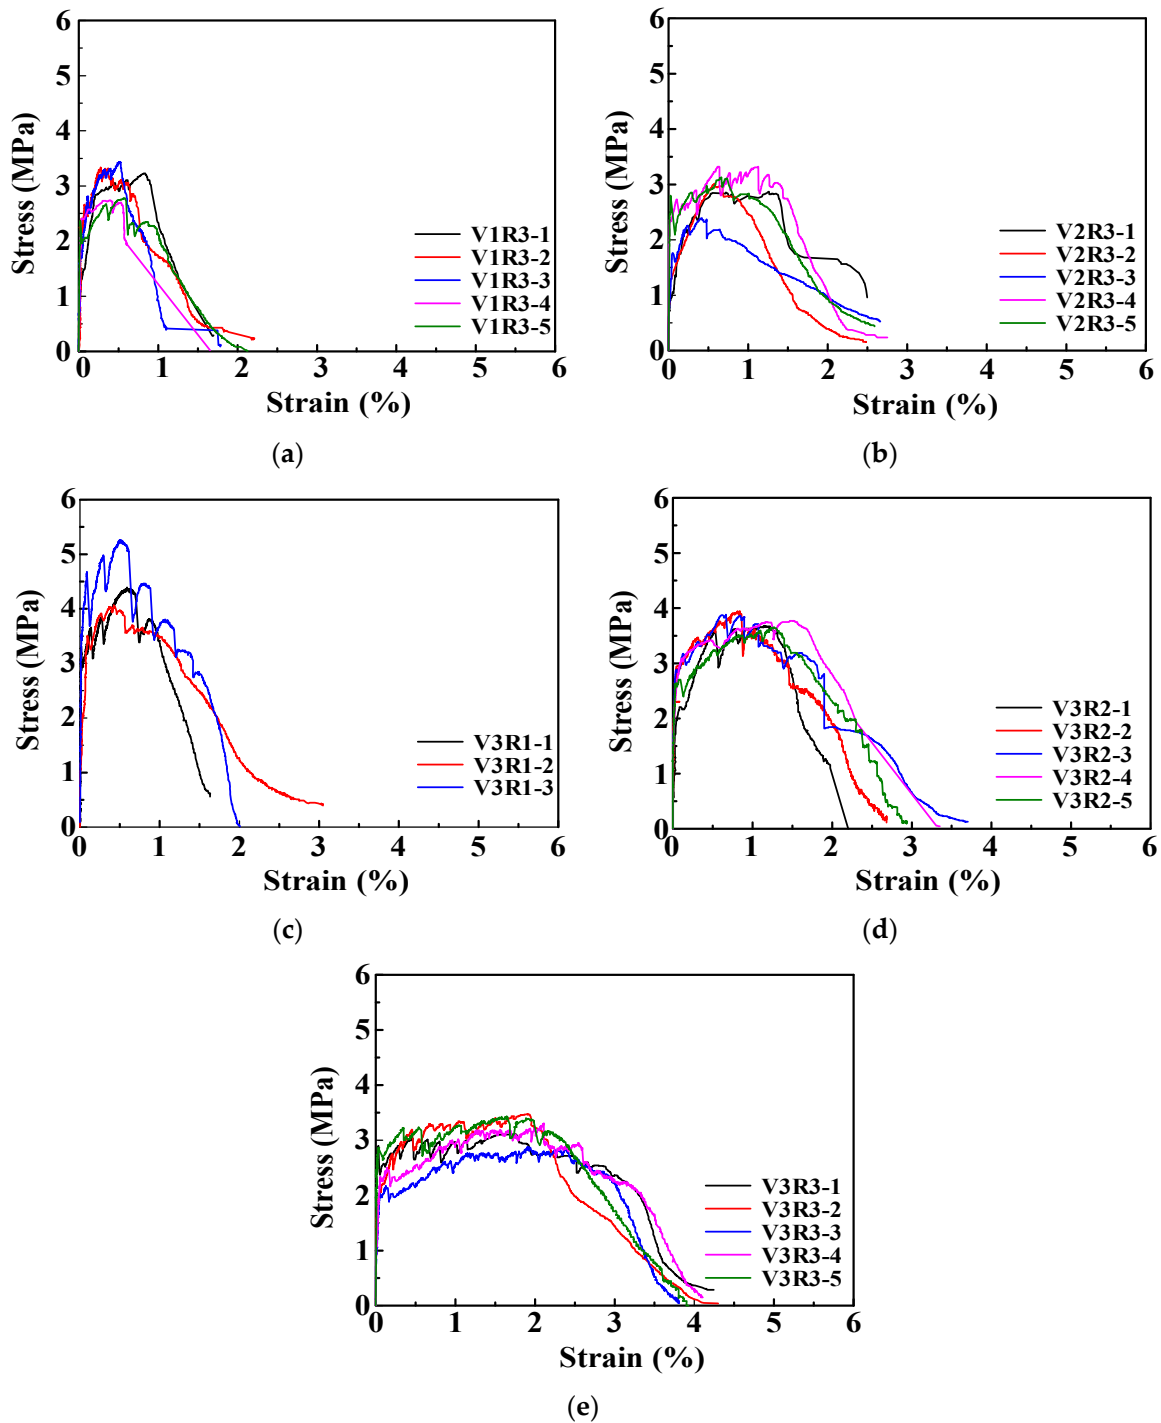 6
5
4
3
2
1
0
Stress (MPa)
V1R3-1
V1R3-2
V1R3-3
V1R3-4
V1R3-5
0 1 2 3 4 5 6
Strain (%)
(a)
6
5
4
3
2
1
0
Stress (MPa)
V2R3-1
V2R3-2
V2R3-3
V2R3-4
V2R3-5
0 1 2 3 4 5 6
Strain (%)
(b)
6
5
4
3
2
1
0
Stress (MPa)
V3R1-1
V3R1-2
V3R1-3
0 1 2 3 4 5 6
Strain (%)
(c)
6
5
4
3
2
1
0
Stress (MPa)
V3R2-1
V3R2-2
V3R2-3
V3R2-4
V3R2-5
0 1 2 3 4 5 6
Strain (%)
(d)
6
5
4
3
2
1
0
Stress (MPa)
V3R3-1
V3R3-2
V3R3-3
V3R3-4
V3R3-5
0 1 2 3 4 5 6
Strain (%)
(e)